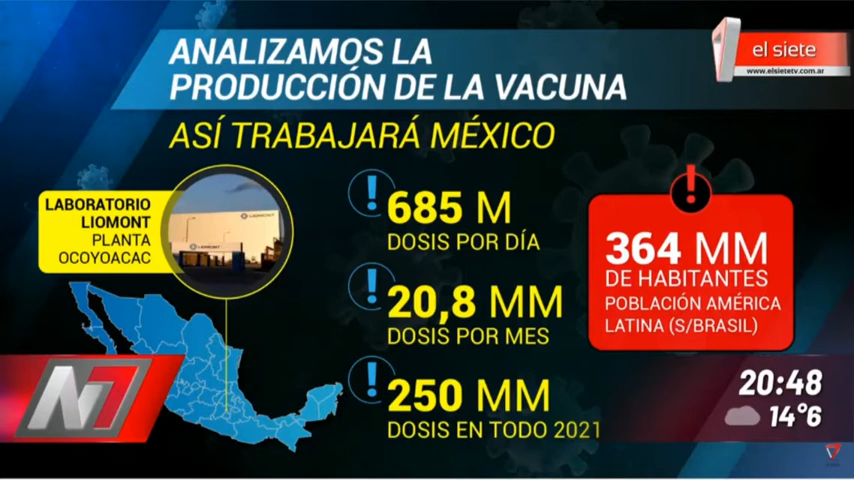 ANALIZAMOS LA
PRODUCCIÓN DE LA VACUNA
el siete
www.elsietetv.com.ar
ASÍ TRABAJARÁ MÉXICO
LABORATORIO
LIOMONT
PLANTA
OCOYOACAC
LIOMONT
685 M
DOSIS POR DÍA
20,8 MM
DOSIS POR MES
250 MM
DOSIS EN TODO 2021
364 MM
DE HABITANTES
POBLACIÓN AMÉRICA
LATINA (S/BRASIL)
N7
20:48
14°6